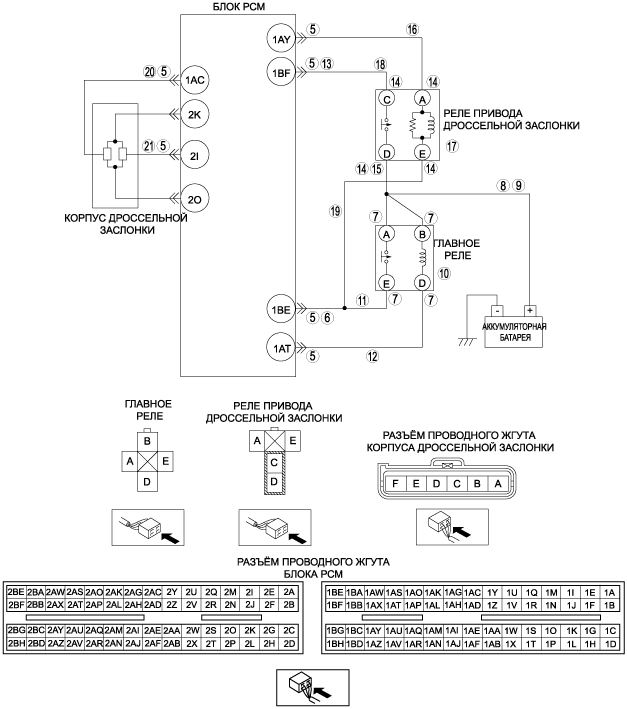 БЛОК PCM
5
16
1AY
5
13
18
1BF
14
14
20
5
1AC
C
A
РЕЛЕ ПРИВОДА
ДРОССЕЛЬНОЙ ЗАСЛОНКИ
2K
17
21
5
2I
D
E
14
15
14
8
9
2O
19
КОРПУС ДРОССЕЛЬНОЙ
ЗАСЛОНКИ
7
7
A
B
ГЛАВНОЕ
РЕЛЕ
10
E
D
11
7
7
1BE
5
6
- +
АККУМУЛЯТОРНАЯ
БАТАРЕЯ
1AT
5
12
ГЛАВНОЕ
РЕЛЕ
РЕЛЕ ПРИВОДА
ДРОССЕЛЬНОЙ ЗАСЛОНКИ
РАЗЪЁМ ПРОВОДНОГО ЖГУТА
КОРПУСА ДРОССЕЛЬНОЙ ЗАСЛОНКИ
B
A E
D
A E
C
D
F E D C B A
РАЗЪЁМ ПРОВОДНОГО ЖГУТА
БЛОКА PCM
2BE 2BA 2AW 2AS 2AO 2AK 2AG 2AC 2Y 2U 2Q 2M 2I 2E 2A
2BF 2BB 2AX 2AT 2AP 2AL 2AH 2AD 2Z 2V 2R 2N 2J 2F 2B
2BG 2BC 2AY 2AU 2AQ 2AM 2AI 2AE 2AA 2W 2S 2O 2K 2G 2C
2BH 2BD 2AZ 2AV 2AR 2AN 2AJ 2AF 2AB 2X 2T 2P 2L 2H 2D
1BE 1BA 1AW 1AS 1AO 1AK 1AG 1AC 1Y 1U 1Q 1M 1I 1E 1A
1BF 1BB 1AX 1AT 1AP 1AL 1AH 1AD 1Z 1V 1R 1N 1J 1F 1B
1BG 1BC 1AY 1AU 1AQ 1AM 1AI 1AE 1AA 1W 1S 1O 1K 1G 1C
1BH 1BD 1AZ 1AV 1AR 1AN 1AJ 1AF 1AB 1X 1T 1P 1L 1H 1D